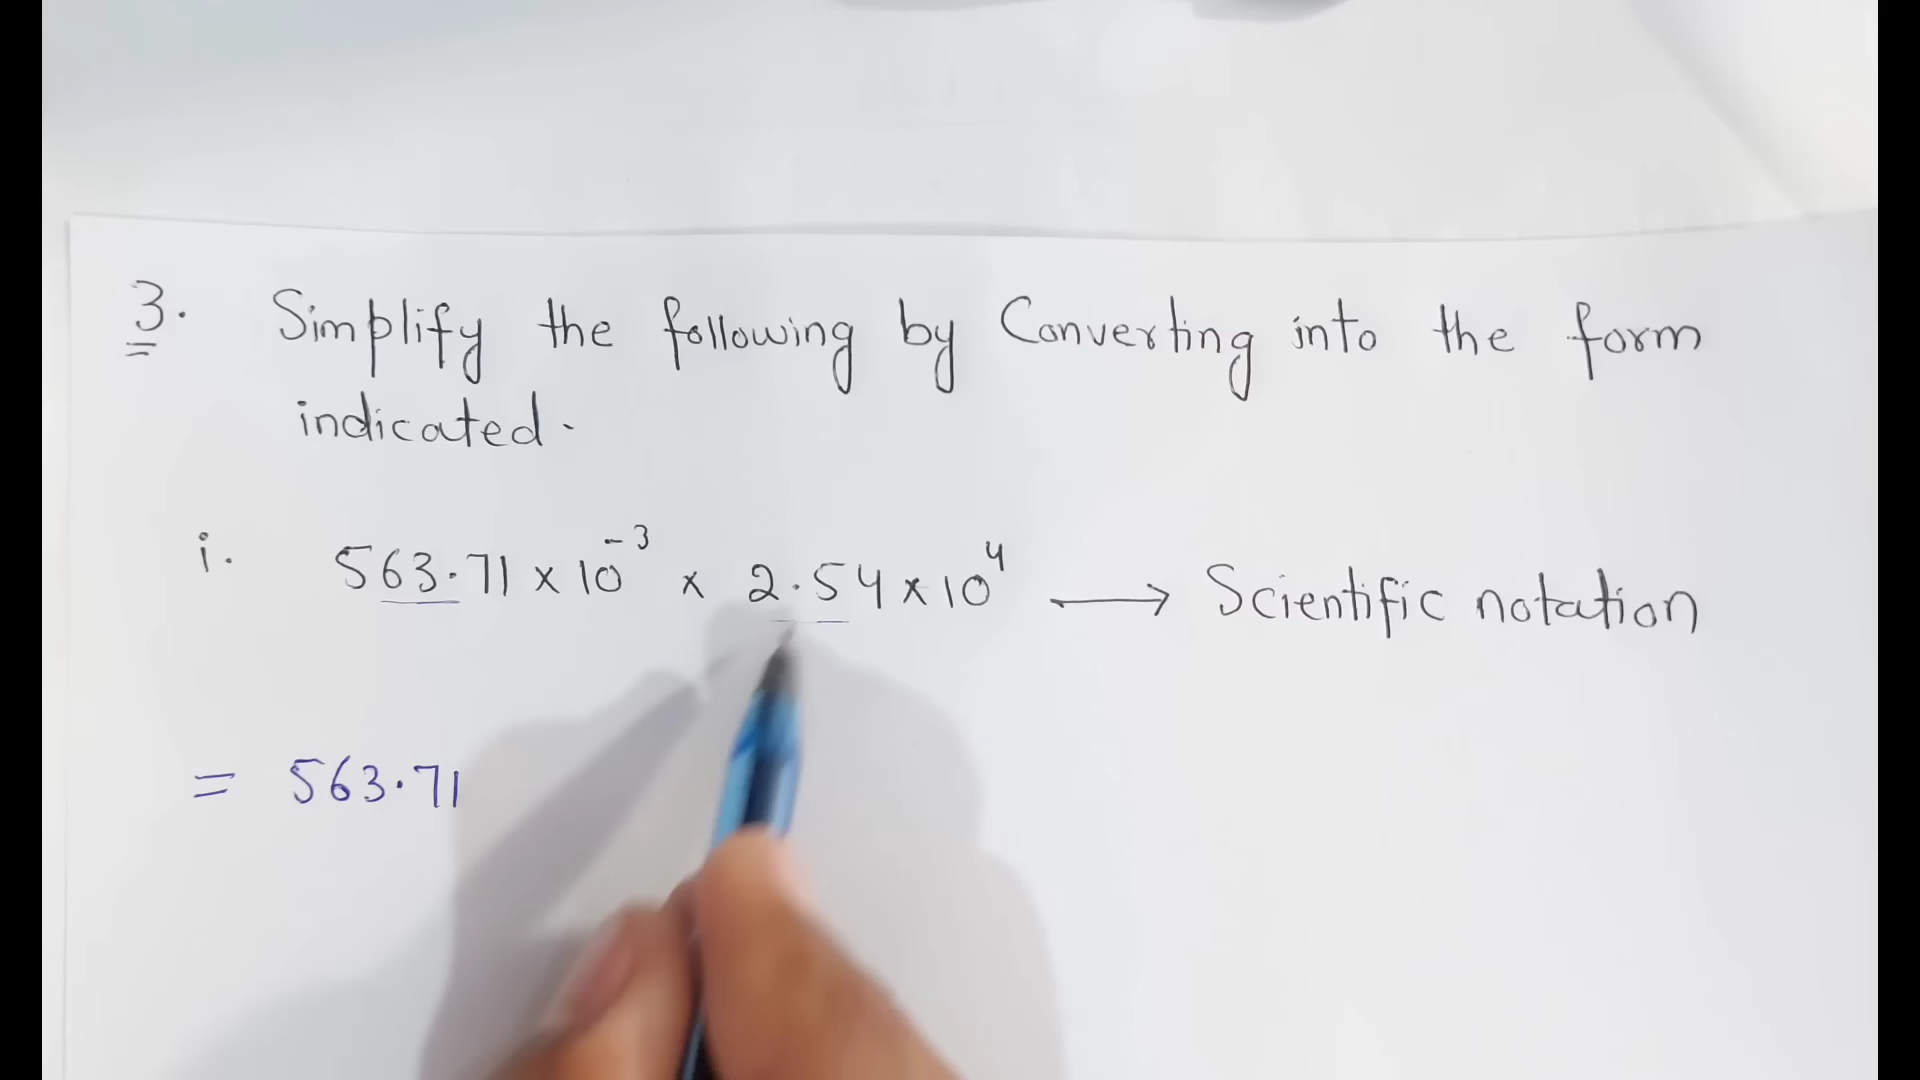 3. Simplify the following by Converting into the form
indicated.
i. 563.71 × 10⁻³ × 2.54 × 10⁴ → Scientific notation
= 563.71